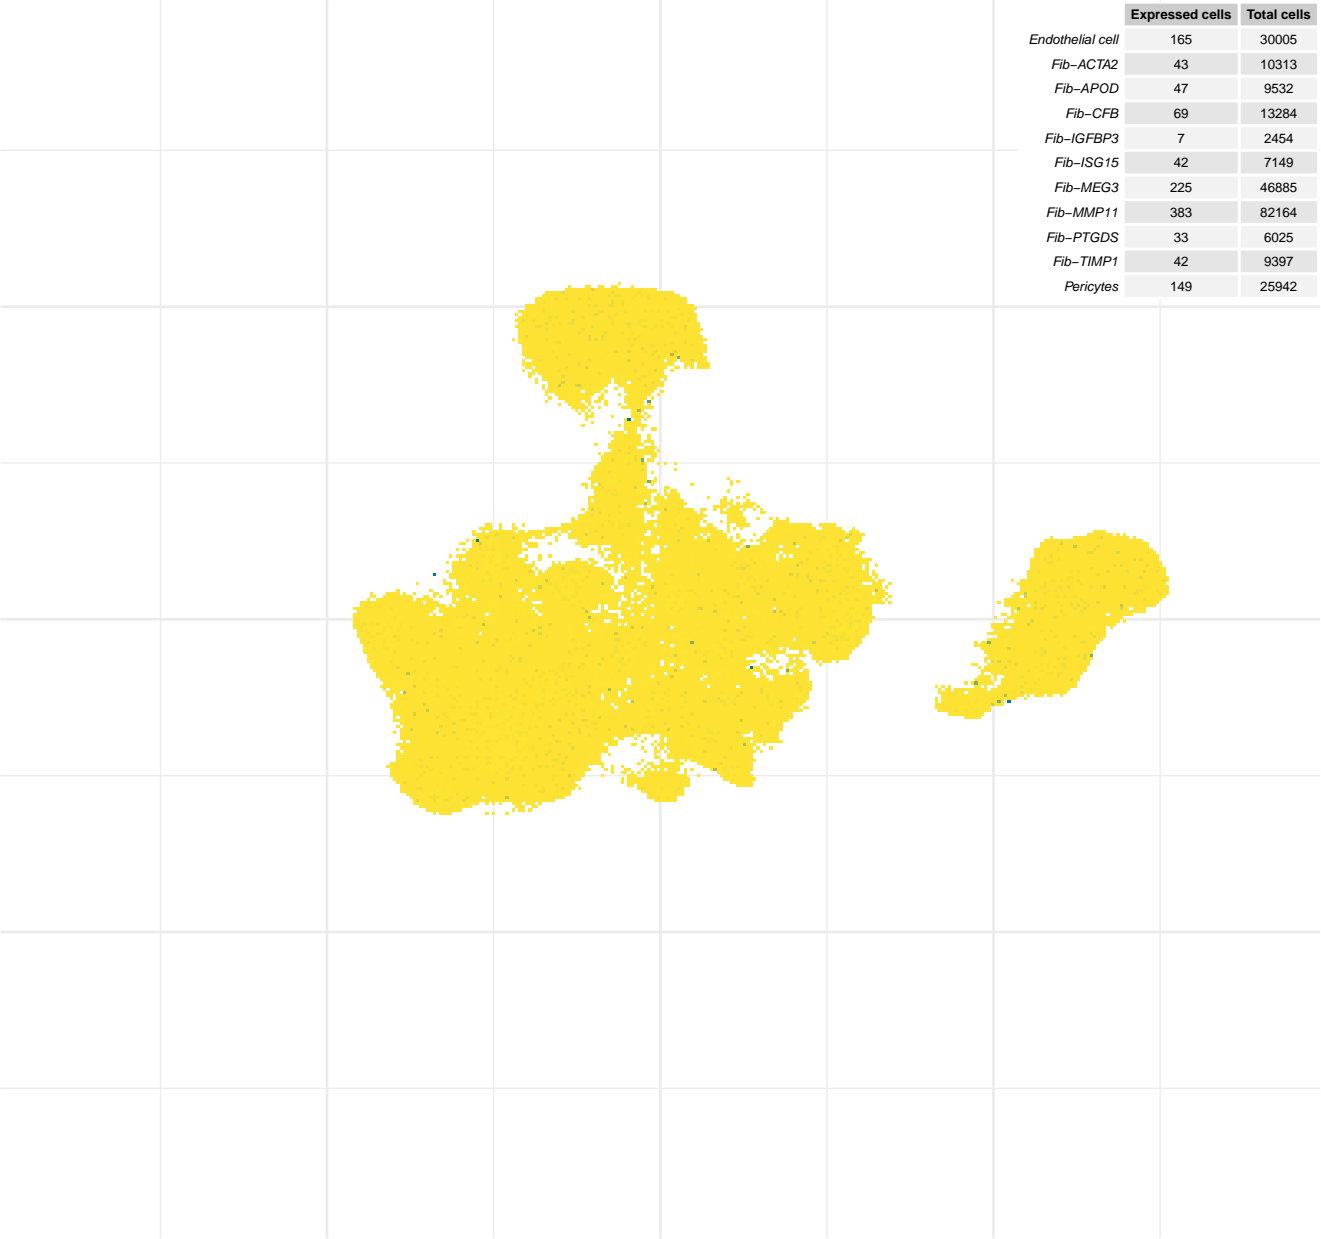 Expressed cells Total cells
Endothelial cell 165 30005
Fib−ACTA2 43 10313
Fib−APOD 47 9532
Fib−CFB 69 13284
Fib−IGFBP3 7 2454
Fib−ISG15 42 7149
Fib−MEG3 225 46885
Fib−MMP11 383 82164
Fib−PTGDS 33 6025
Fib−TIMP1 42 9397
Pericytes 149 25942